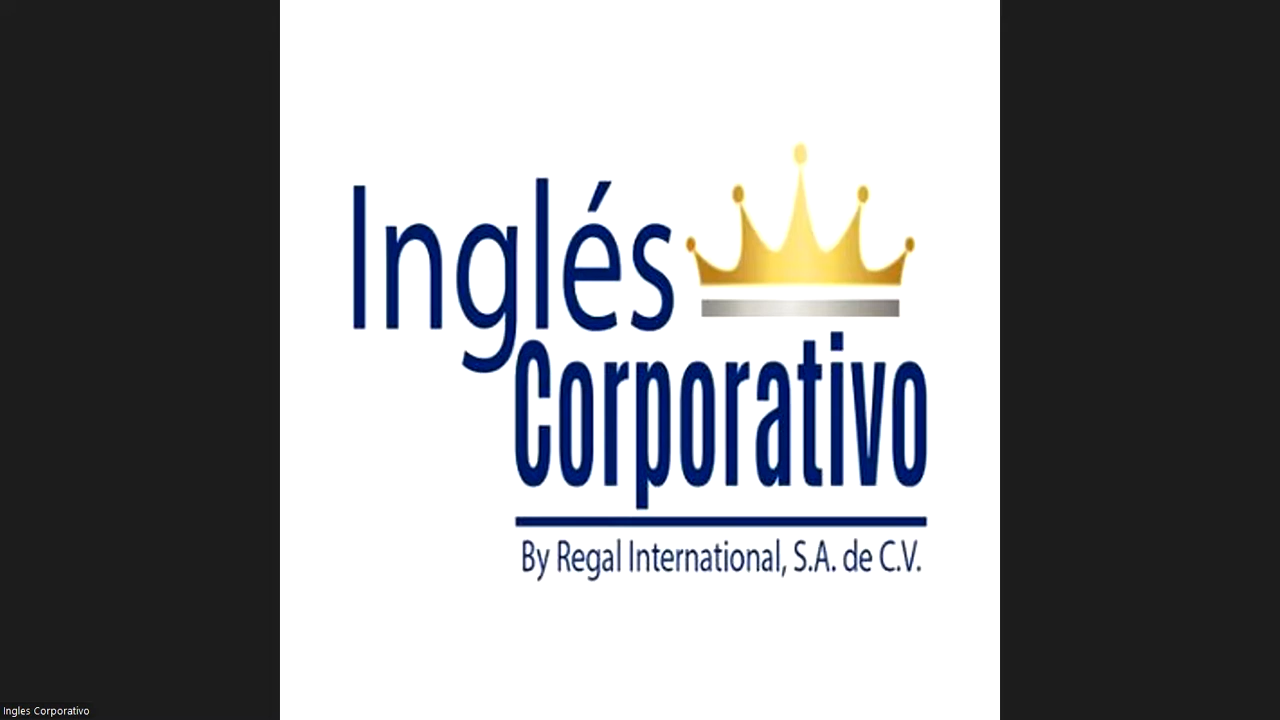 Inglés
Corporativo
By Regal International, S.A. de C.V.
Ingles Corporativo